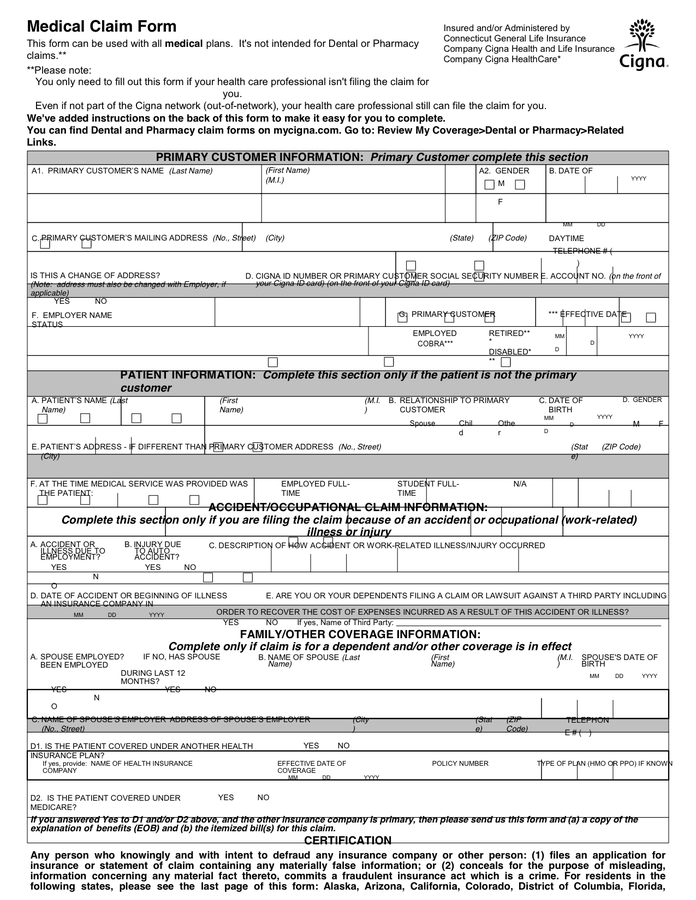 Medical Claim Form
This form can be used with all medical plans. It's not intended for Dental or Pharmacy
claims.**
**Please note:
You only need to fill out this form if your health care professional isn't filing the claim for
you.
Even if not part of the Cigna network (out-of-network), your health care professional still can file the claim for you.
We've added instructions on the back of this form to make it easy for you to complete.
You can find Dental and Pharmacy claim forms on mycigna.com. Go to: Review My Coverage>Dental or Pharmacy>Related
Links.
Insured and/or Administered by
Connecticut General Life Insurance
Company Cigna Health and Life Insurance
Company Cigna HealthCare*
Cigna
PRIMARY CUSTOMER INFORMATION: Primary Customer complete this section
A1. PRIMARY CUSTOMER'S NAME (Last Name) (First Name) A2. GENDER B. DATE OF
(M.I.) M YYYY
F
MM DD
C. PRIMARY CUSTOMER'S MAILING ADDRESS (No., Street) (City) (State) (ZIP Code) DAYTIME
TELEPHONE # (
)
IS THIS A CHANGE OF ADDRESS? D. CIGNA ID NUMBER OR PRIMARY CUSTOMER SOCIAL SECURITY NUMBER E. ACCOUNT NO. (on the front of
(Note: address must also be changed with Employer, if your Cigna ID card) (on the front of your Cigna ID card)
applicable)
YES NO
F. EMPLOYER NAME G. PRIMARY CUSTOMER *** EFFECTIVE DATE
STATUS
EMPLOYED RETIRED** MM D YYYY
COBRA*** * D
DISABLED*
**
PATIENT INFORMATION: Complete this section only if the patient is not the primary
customer
A. PATIENT'S NAME (Last (First (M.I. B. RELATIONSHIP TO PRIMARY C. DATE OF D. GENDER
Name) Name) ) CUSTOMER BIRTH
MM YYYY
Spouse Chil Othe D D M F
d r
E. PATIENT'S ADDRESS - IF DIFFERENT THAN PRIMARY CUSTOMER ADDRESS (No., Street) (Stat (ZIP Code)
(City) e)
F. AT THE TIME MEDICAL SERVICE WAS PROVIDED WAS EMPLOYED FULL- STUDENT FULL- N/A
THE PATIENT: TIME TIME
ACCIDENT/OCCUPATIONAL CLAIM INFORMATION:
Complete this section only if you are filing the claim because of an accident or occupational (work-related)
illness or injury
A. ACCIDENT OR B. INJURY DUE C. DESCRIPTION OF HOW ACCIDENT OR WORK-RELATED ILLNESS/INJURY OCCURRED
ILLNESS DUE TO TO AUTO
EMPLOYMENT? ACCIDENT?
YES YES NO
N
O
D. DATE OF ACCIDENT OR BEGINNING OF ILLNESS E. ARE YOU OR YOUR DEPENDENTS FILING A CLAIM OR LAWSUIT AGAINST A THIRD PARTY INCLUDING
AN INSURANCE COMPANY IN
MM DD YYYY ORDER TO RECOVER THE COST OF EXPENSES INCURRED AS A RESULT OF THIS ACCIDENT OR ILLNESS?
YES NO If yes, Name of Third Party:
FAMILY/OTHER COVERAGE INFORMATION:
Complete only if claim is for a dependent and/or other coverage is in effect
A. SPOUSE EMPLOYED? IF NO, HAS SPOUSE B. NAME OF SPOUSE (Last (First (M.I. SPOUSE'S DATE OF
BEEN EMPLOYED Name) Name) ) BIRTH
DURING LAST 12 MM DD YYYY
MONTHS?
YES YES NO
N
O
C. NAME OF SPOUSE'S EMPLOYER ADDRESS OF SPOUSE'S EMPLOYER (City (Stat (ZIP TELEPHON
(No., Street) ) e) Code) E # ( )
D1. IS THE PATIENT COVERED UNDER ANOTHER HEALTH YES NO
INSURANCE PLAN?
If yes, provide: NAME OF HEALTH INSURANCE EFFECTIVE DATE OF POLICY NUMBER TYPE OF PLAN (HMO OR PPO) IF KNOWN
COMPANY COVERAGE
MM DD YYYY
D2. IS THE PATIENT COVERED UNDER YES NO
MEDICARE?
If you answered Yes to D1 and/or D2 above, and the other insurance company is primary, then please send us this form and (a) a copy of the
explanation of benefits (EOB) and (b) the itemized bill(s) for this claim.
CERTIFICATION
Any person who knowingly and with intent to defraud any insurance company or other person: (1) files an application for
insurance or statement of claim containing any materially false information; or (2) conceals for the purpose of misleading,
information concerning any material fact thereto, commits a fraudulent insurance act which is a crime. For residents in the
following states, please see the last page of this form: Alaska, Arizona, California, Colorado, District of Columbia, Florida,